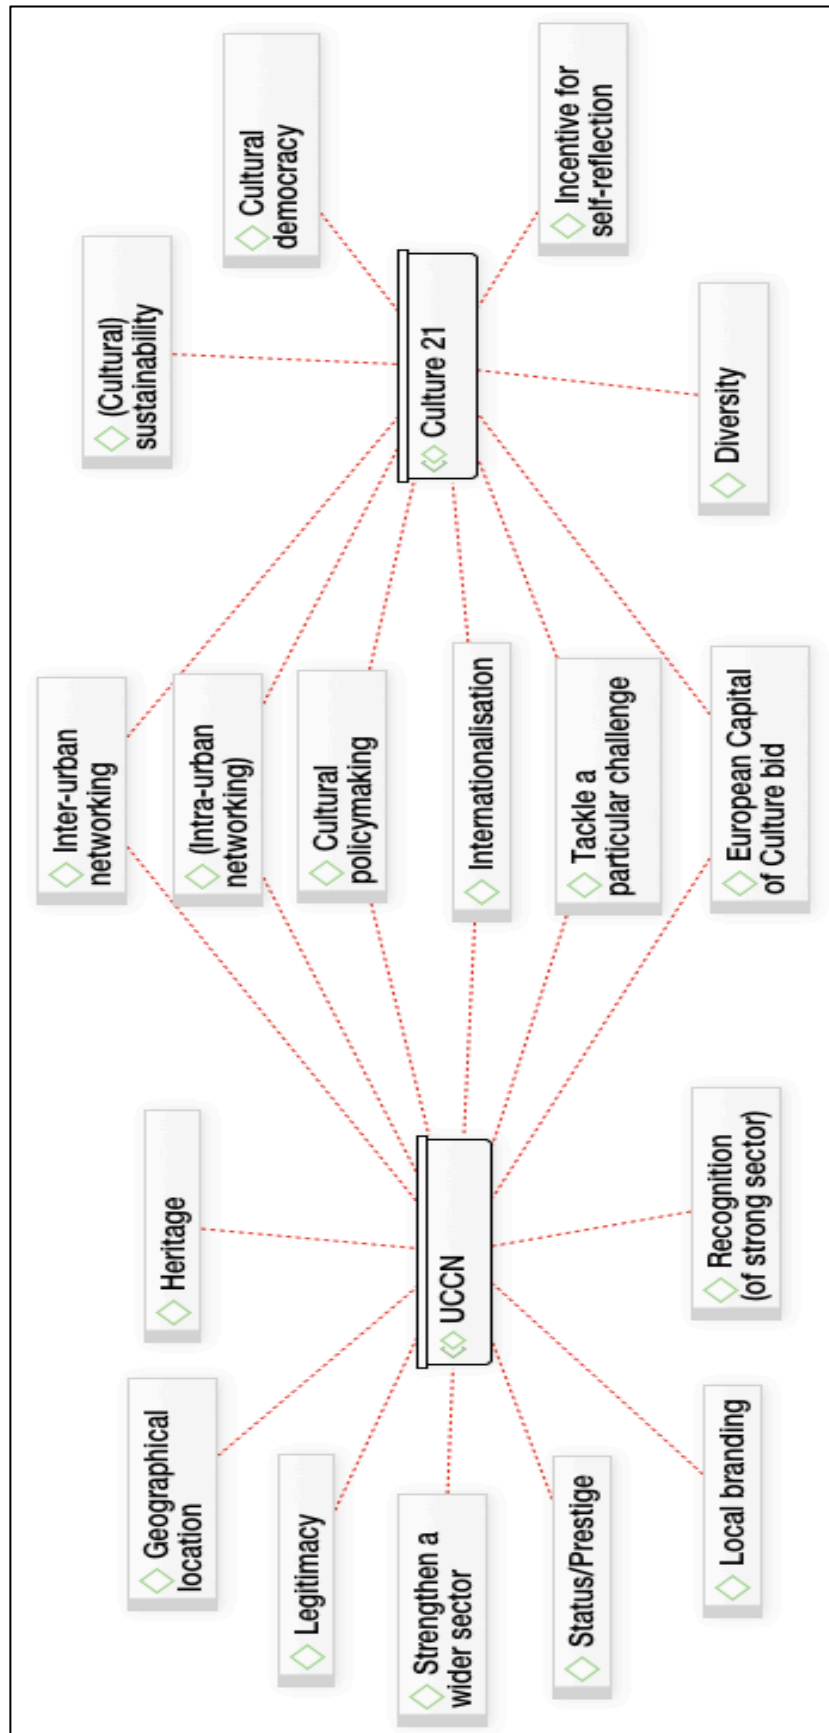 Geographical
location
Heritage
Legitimacy
Strengthen a
wider sector
UCCN
Status/Prestige
Local branding
Recognition
(of strong sector)
Inter-urban
networking
(Intra-urban
networking)
Cultural
policymaking
Internationalisation
Tackle a
particular challenge
European Capital
of Culture bid
(Cultural)
sustainability
Cultural
democracy
Culture 21
Incentive for
self-reflection
Diversity